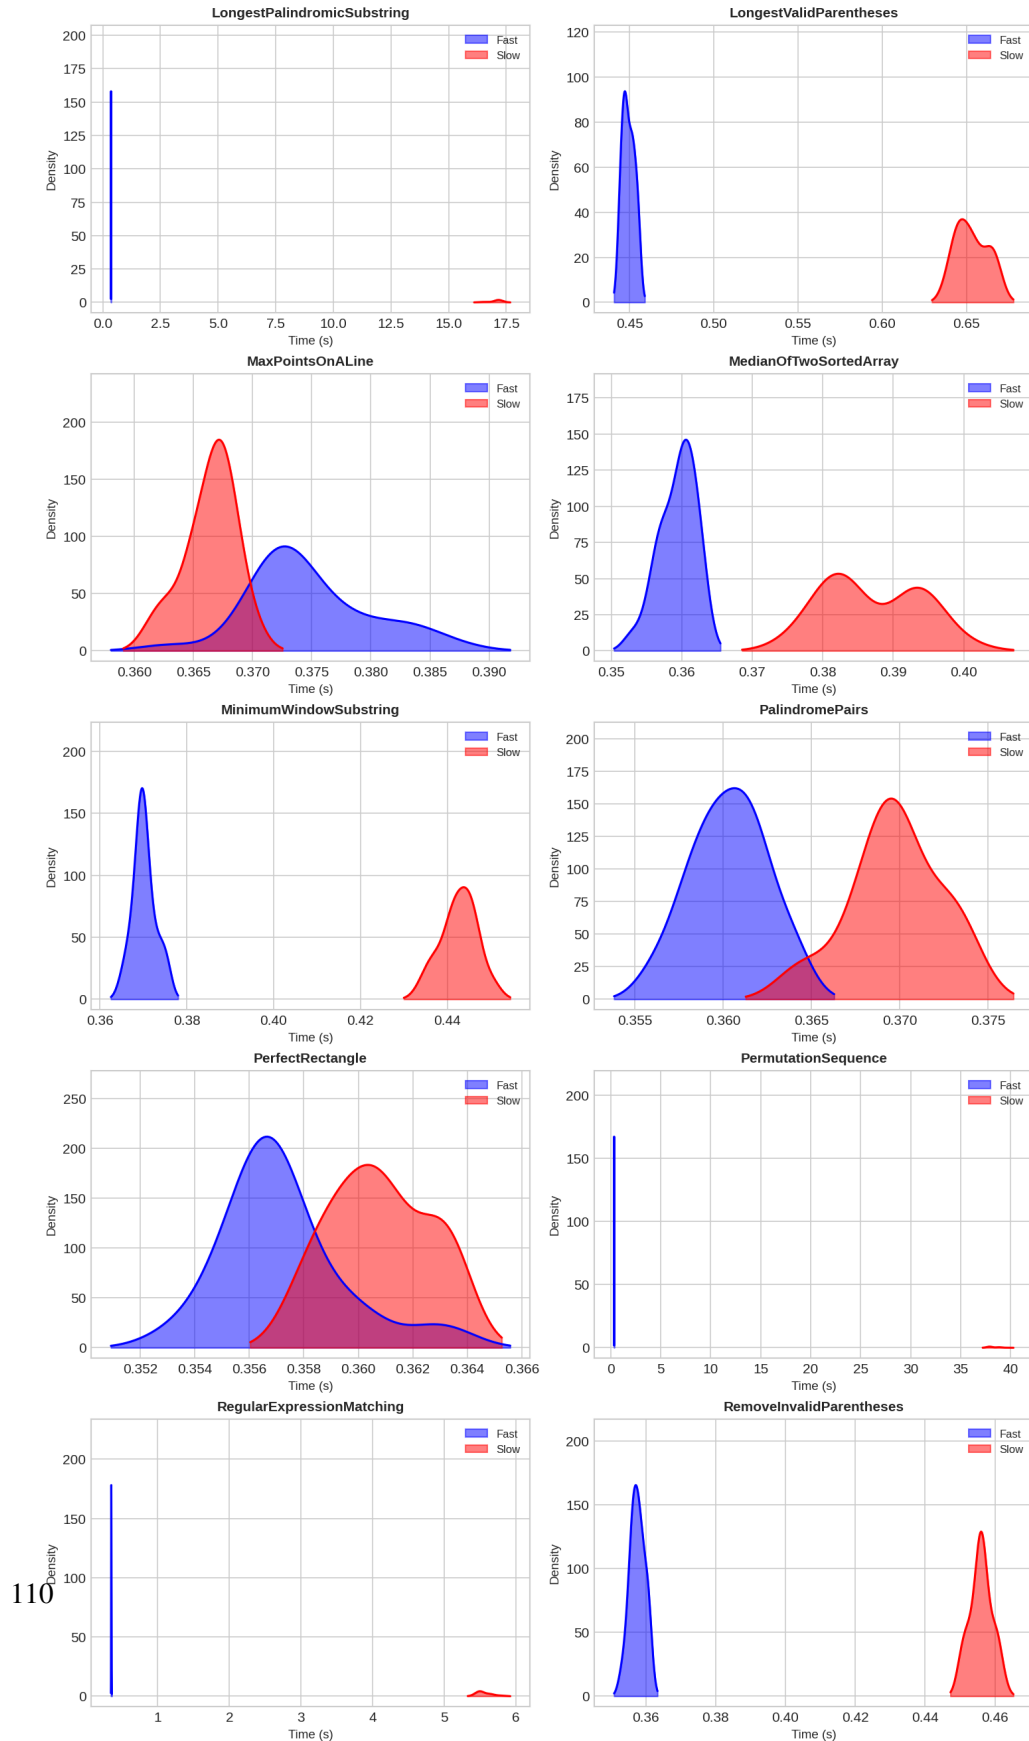 LongestPalindromicSubstring
Fast
Slow
200
175
150
125
100
75
50
25
0
Density
0.0 2.5 5.0 7.5 10.0 12.5 15.0 17.5
Time (s)
LongestValidParentheses
Fast
Slow
120
100
80
60
40
20
0
Density
0.45 0.50 0.55 0.60 0.65
Time (s)
MaxPointsOnALine
Fast
Slow
200
150
100
50
0
Density
0.360 0.365 0.370 0.375 0.380 0.385 0.390
Time (s)
MedianOfTwoSortedArray
Fast
Slow
175
150
125
100
75
50
25
0
Density
0.35 0.36 0.37 0.38 0.39 0.40
Time (s)
MinimumWindowSubstring
Fast
Slow
200
150
100
50
0
Density
0.36 0.38 0.40 0.42 0.44
Time (s)
PalindromePairs
Fast
Slow
200
175
150
125
100
75
50
25
0
Density
0.355 0.360 0.365 0.370 0.375
Time (s)
PerfectRectangle
Fast
Slow
250
200
150
100
50
0
Density
0.352 0.354 0.356 0.358 0.360 0.362 0.364 0.366
Time (s)
PermutationSequence
Fast
Slow
200
150
100
50
0
Density
0 5 10 15 20 25 30 35 40
Time (s)
RegularExpressionMatching
Fast
Slow
200
150
100
50
0
Density
1 2 3 4 5 6
Time (s)
RemoveInvalidParentheses
Fast
Slow
200
150
100
50
0
Density
0.36 0.38 0.40 0.42 0.44 0.46
Time (s)
110